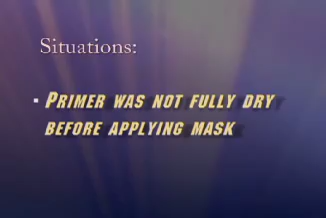 Situations:
▪ PRIMER WAS NOT FULLY DRY
BEFORE APPLYING MASK